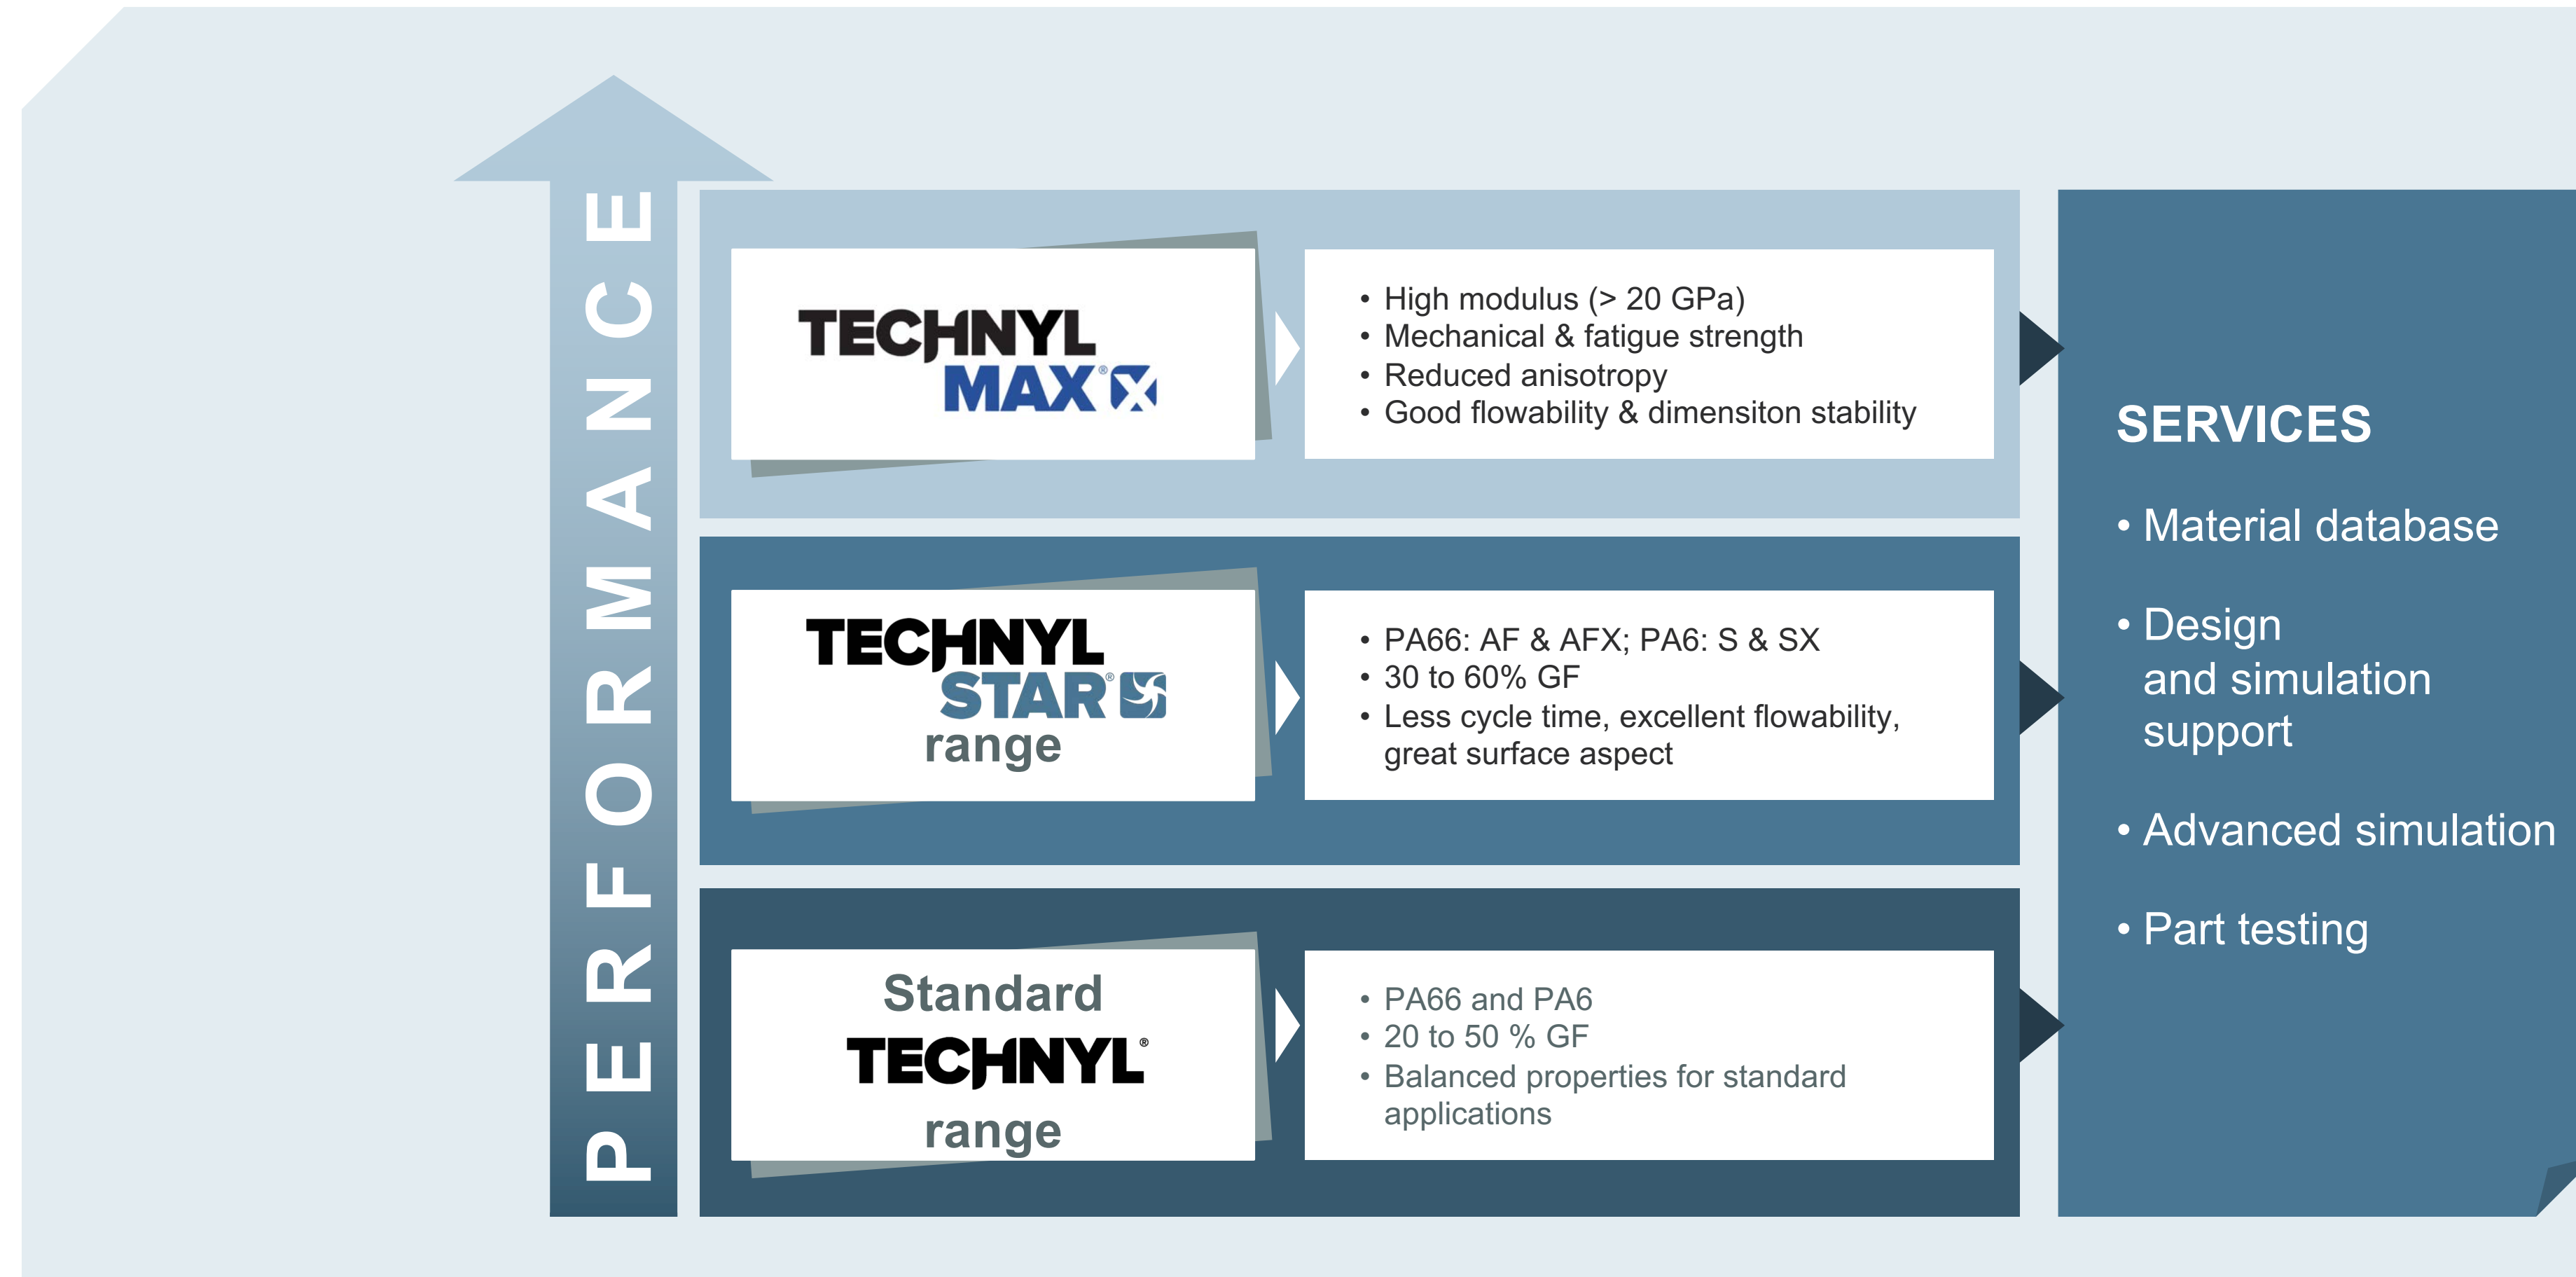 PERFORMANCE
TECHNYL
MAX®
• High modulus (> 20 GPa)
• Mechanical & fatigue strength
• Reduced anisotropy
• Good flowability & dimensiton stability
TECHNYL
STAR®
range
• PA66: AF & AFX; PA6: S & SX
• 30 to 60% GF
• Less cycle time, excellent flowability,
great surface aspect
Standard
TECHNYL®
range
• PA66 and PA6
• 20 to 50 % GF
• Balanced properties for standard
applications
SERVICES
• Material database
• Design
and simulation
support
• Advanced simulation
• Part testing